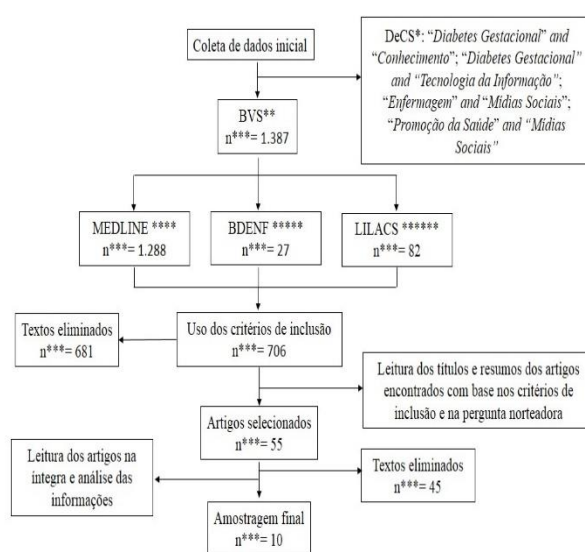 Coleta de dados inicial
DeCS*: “Diabetes Gestacional” and
“Conhecimento”; “Diabetes Gestacional”
and “Tecnologia da Informação”;
“Enfermagem” and “Mídias Sociais”;
“Promoção da Saúde” and “Mídias
Sociais”
BVS**
n***= 1.387
MEDLINE ****
n***= 1.288
BDENF *****
n***= 27
LILACS ******
n***= 82
Textos eliminados
n***= 681
Uso dos critérios de inclusão
n***= 706
Leitura dos títulos e resumos dos artigos
encontrados com base nos critérios de
inclusão e na pergunta norteadora
Artigos selecionados
n***= 55
Leitura dos artigos na
integra e análise das
informações
Textos eliminados
n***= 45
Amostragem final
n***= 10